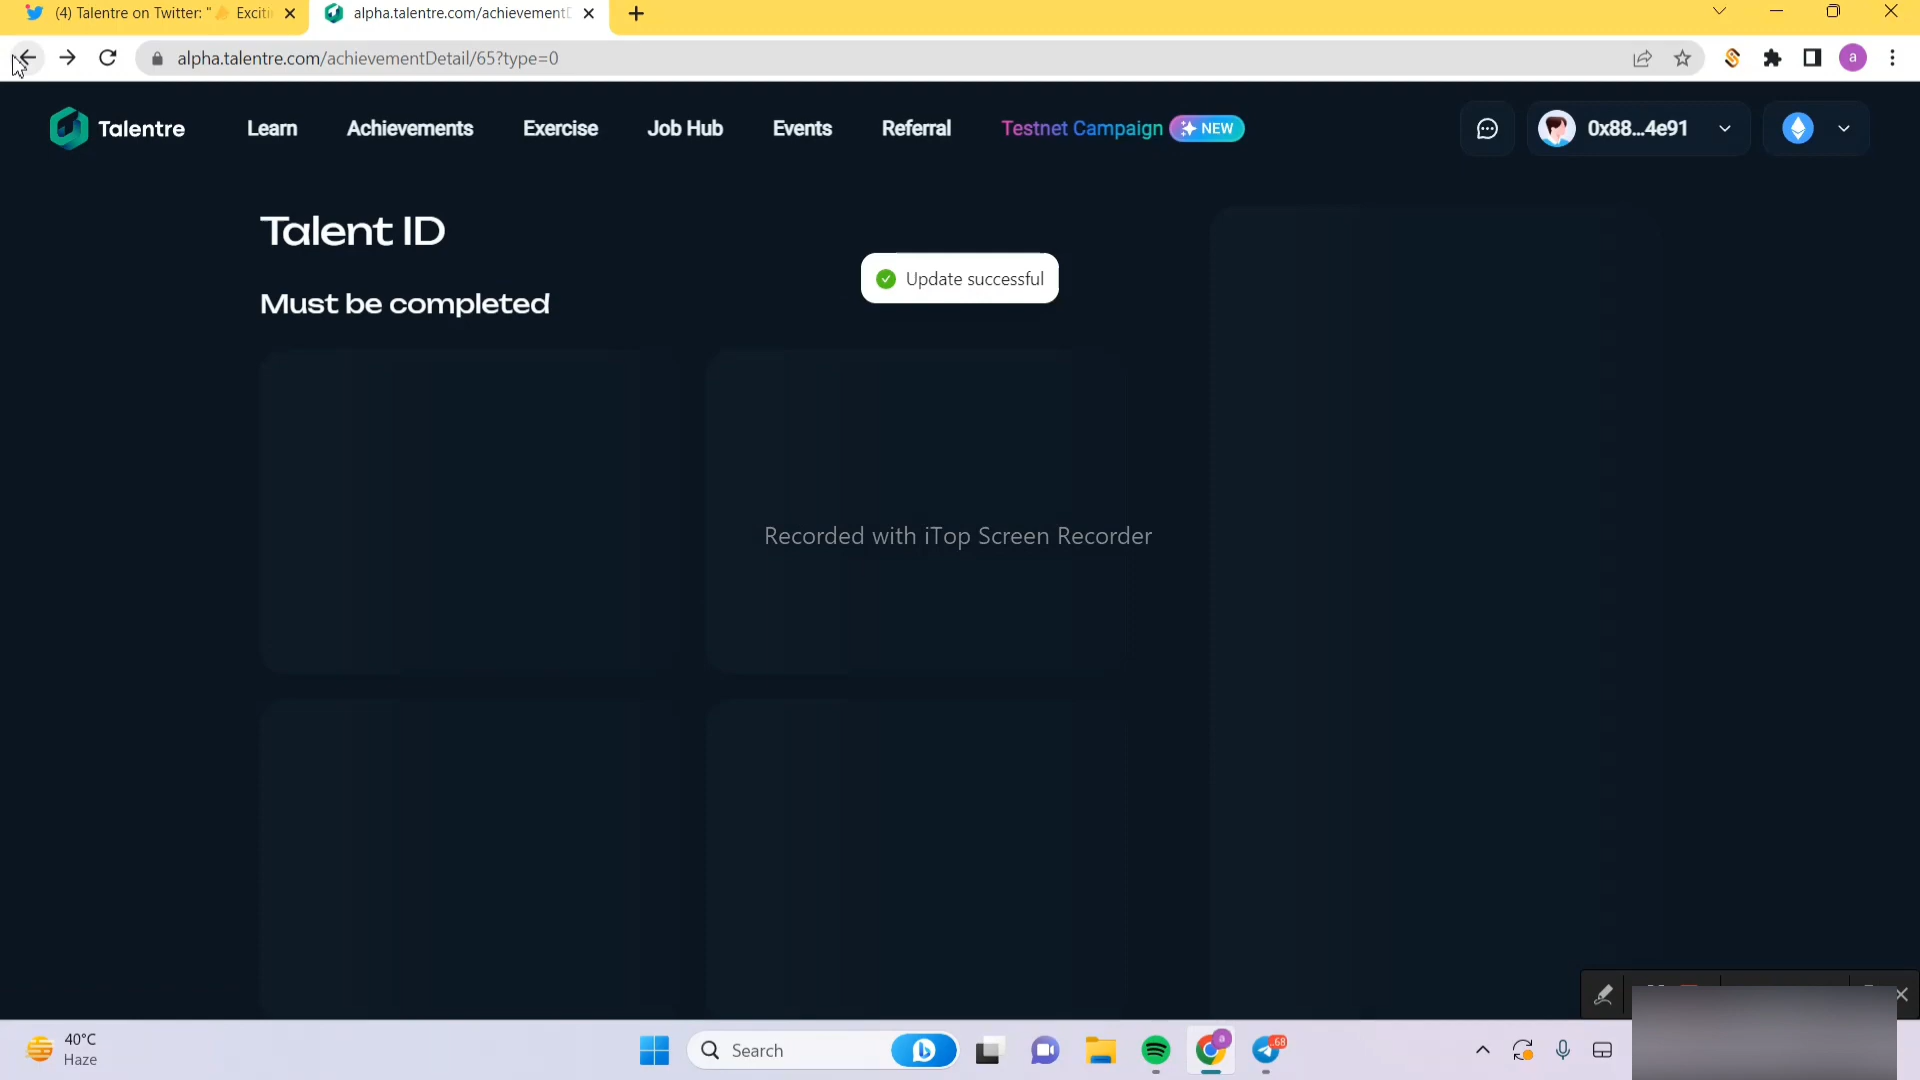 (4) Talentre on Twitter: "👉 Exciti
alpha.talentre.com/achievementD
alpha.talentre.com/achievementDetail/65?type=0
a
Talentre
Learn
Achievements
Exercise
Job Hub
Events
Referral
Testnet Campaign
NEW
0x88...4e91
Talent ID
Update successful
Must be completed
Recorded with iTop Screen Recorder
40°C
Haze
Search
a
68